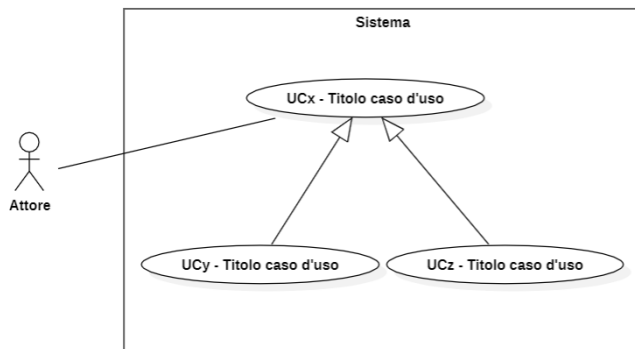 Sistema
UCx - Titolo caso d'uso
Attore
UCy - Titolo caso d'uso
UCz - Titolo caso d'uso